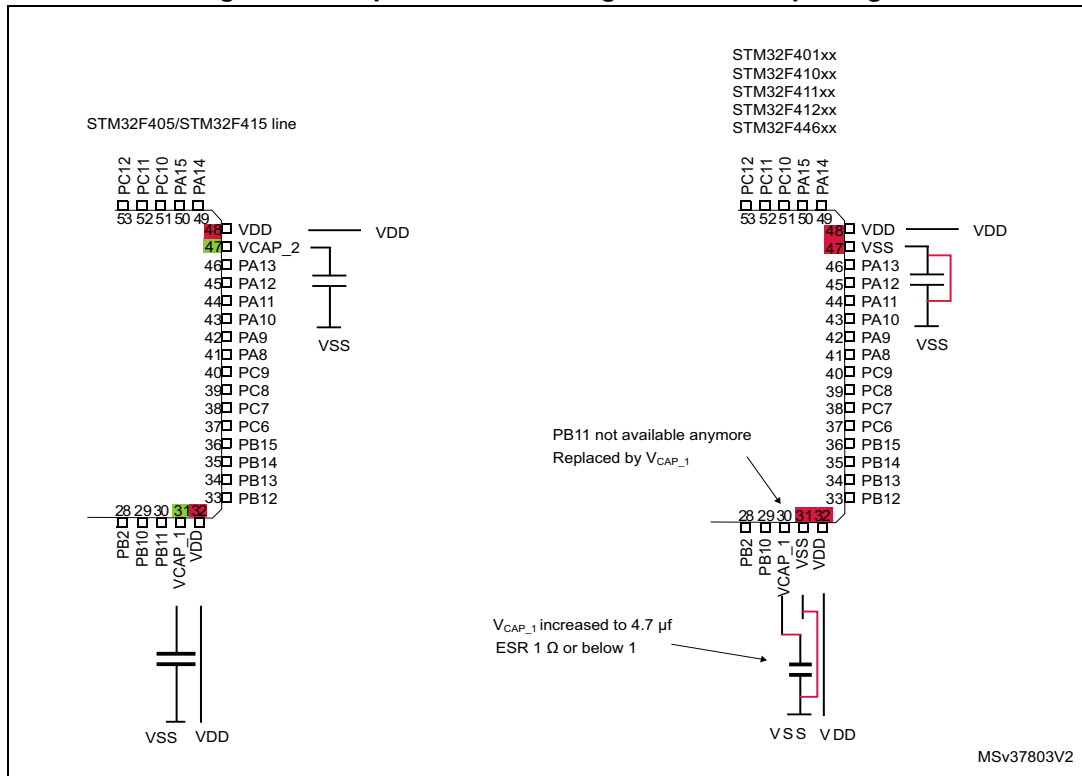 STM32F405/STM32F415 line
PC12
PC11
PC10
PA15
PA14
53 52 51 50 49
48 VDD
47 VCAP_2
46 PA13
45 PA12
44 PA11
43 PA10
42 PA9
41 PA8
40 PC9
39 PC8
38 PC7
37 PC6
36 PB15
35 PB14
34 PB13
33 PB12
28 29 30 31 32
PB2
PB10
PB11
VCAP_1
VDD
VDD
VSS
VSS
VDD
STM32F401xx
STM32F410xx
STM32F411xx
STM32F412xx
STM32F446xx
PC12
PC11
PC10
PA15
PA14
53 52 51 50 49
48 VDD
47 VSS
46 PA13
45 PA12
44 PA11
43 PA10
42 PA9
41 PA8
40 PC9
39 PC8
38 PC7
37 PC6
36 PB15
35 PB14
34 PB13
33 PB12
28 29 30 31 32
PB2
PB10
VCAP_1
VSS
VDD
VDD
VSS
PB11 not available anymore
Replaced by VCAP_1
VCAP_1 increased to 4.7 µf
ESR 1 Ω or below 1
VSS
VDD
MSv37803V2